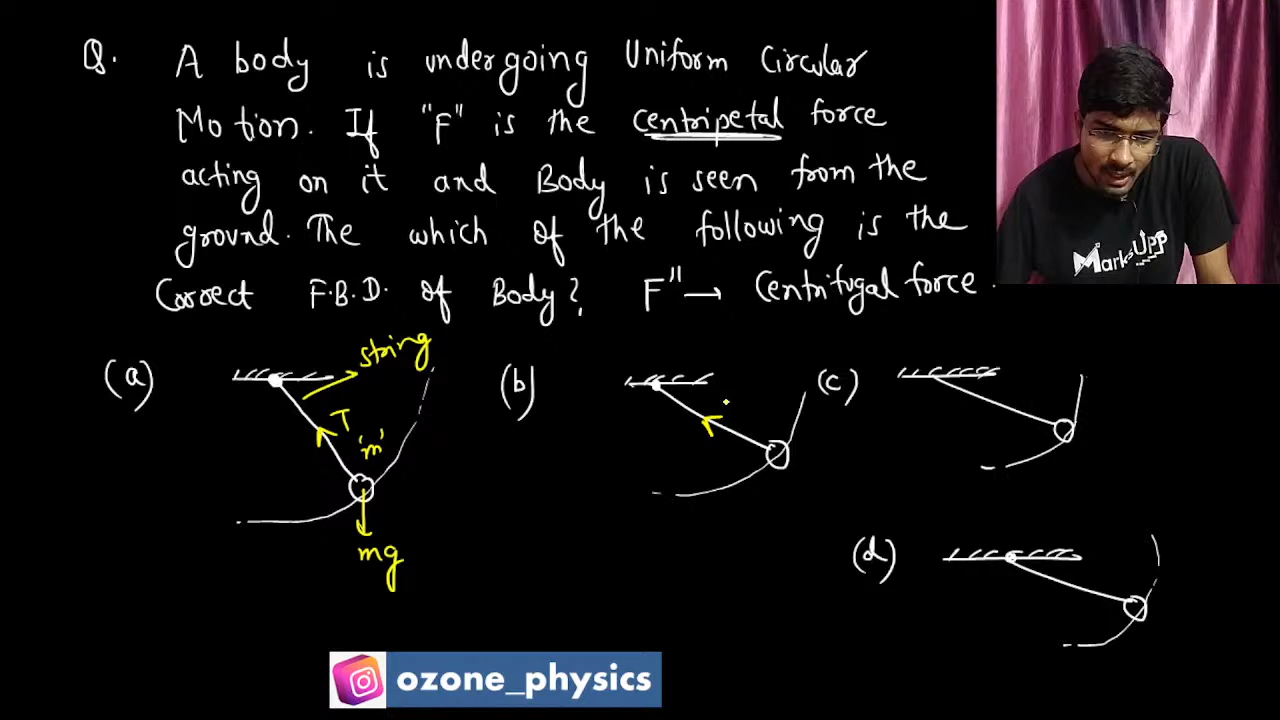 Q. A body is undergoing Uniform Circular
Motion. If "F" is the centripetal force
acting on it and Body is seen from the
ground. The which of the following is the
Correct F.B.D. of Body? F" → Centrifugal force.
(a) string
T
'm'
mg
(b)
(c)
(d)
MarksUPP
ozone_physics